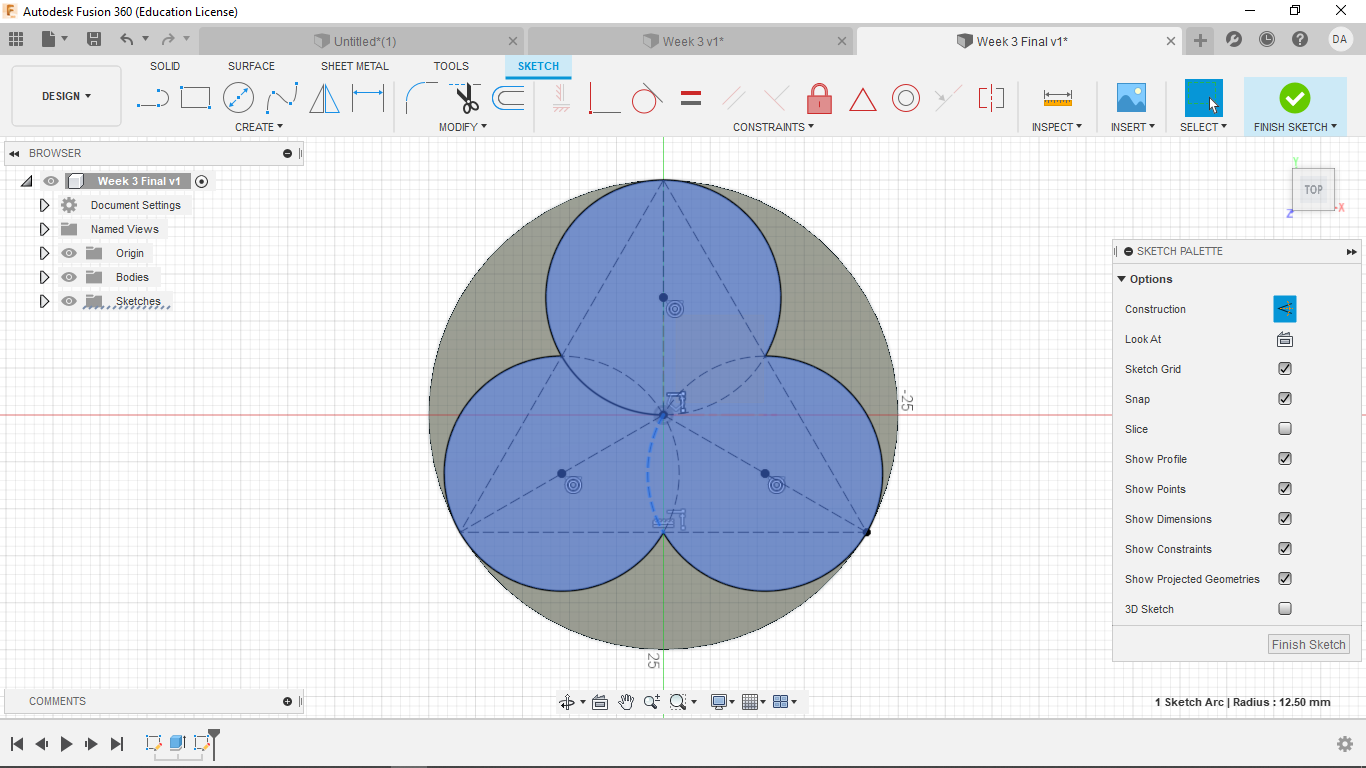 Autodesk Fusion 360 (Education License)
Untitled*(1)
Week 3 v1*
Week 3 Final v1*
DA
DESIGN
SOLID
SURFACE
SHEET METAL
TOOLS
SKETCH
CREATE
MODIFY
CONSTRAINTS
INSPECT
INSERT
SELECT
FINISH SKETCH
BROWSER
Week 3 Final v1
Document Settings
Named Views
Origin
Bodies
Sketches
Y
TOP
Z
-X
-25
25
SKETCH PALETTE
Options
Construction
Look At
Sketch Grid
Snap
Slice
Show Profile
Show Points
Show Dimensions
Show Constraints
Show Projected Geometries
3D Sketch
Finish Sketch
COMMENTS
1 Sketch Arc | Radius : 12.50 mm